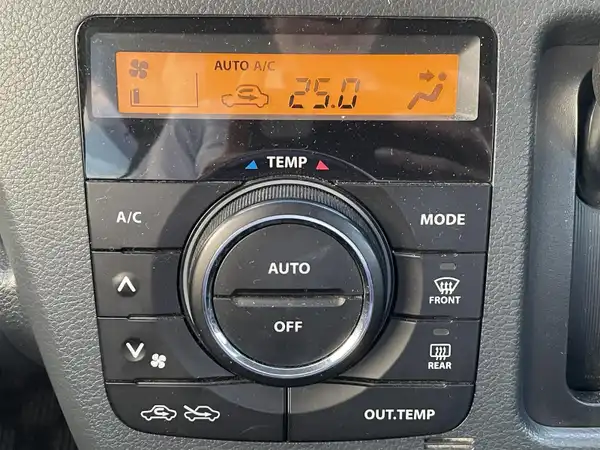 AUTO A/C
25.0
TEMP
A/C
MODE
AUTO
OFF
FRONT
REAR
OUT.TEMP